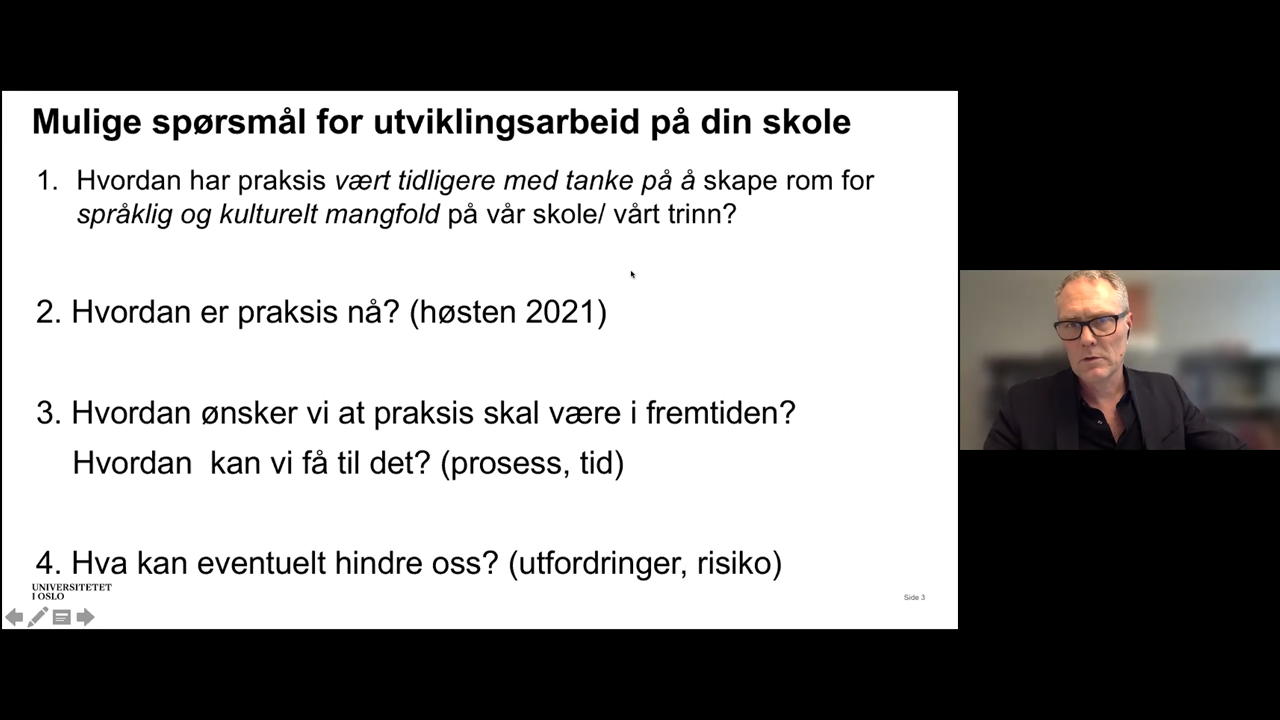 Mulige spørsmål for utviklingsarbeid på din skole
1. Hvordan har praksis vært tidligere med tanke på å skape rom for
språklig og kulturelt mangfold på vår skole/ vårt trinn?
2. Hvordan er praksis nå? (høsten 2021)
3. Hvordan ønsker vi at praksis skal være i fremtiden?
Hvordan  kan vi få til det? (prosess, tid)
4. Hva kan eventuelt hindre oss? (utfordringer, risiko)
UNIVERSITETET
I OSLO
Side 3